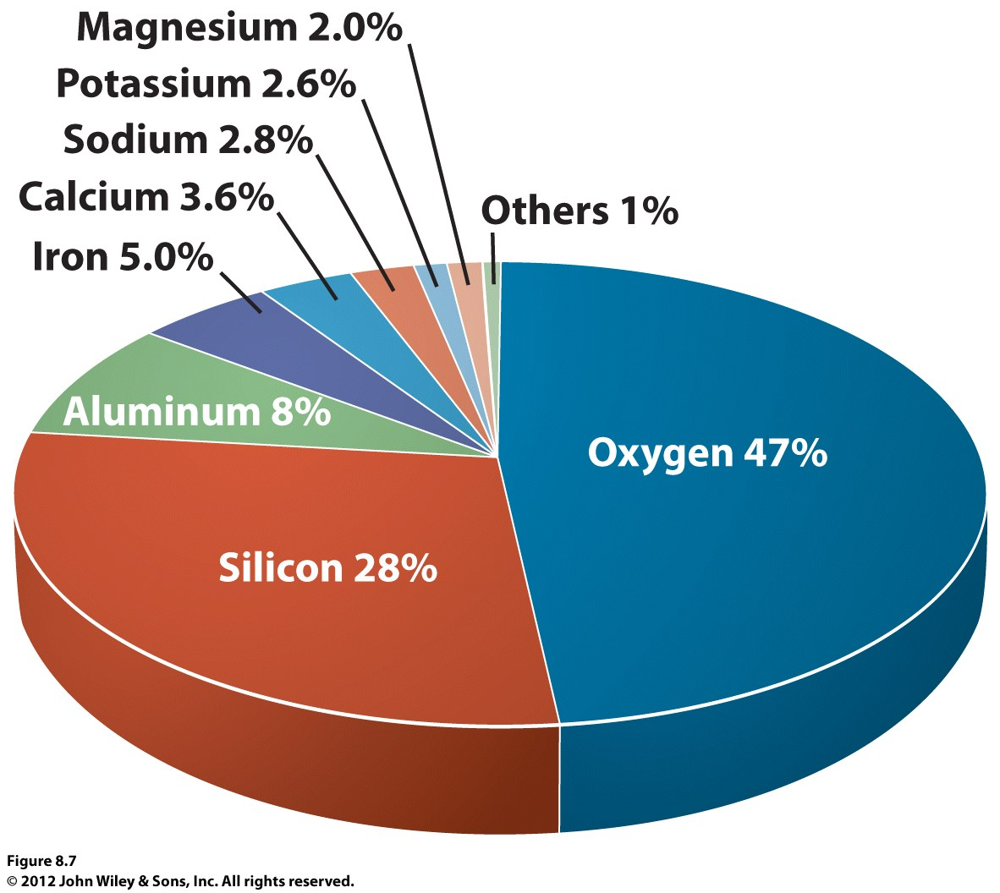 Magnesium 2.0%
Potassium 2.6%
Sodium 2.8%
Calcium 3.6%
Others 1%
Iron 5.0%
Aluminum 8%
Oxygen 47%
Silicon 28%
Figure 8.7
© 2012 John Wiley & Sons, Inc. All rights reserved.